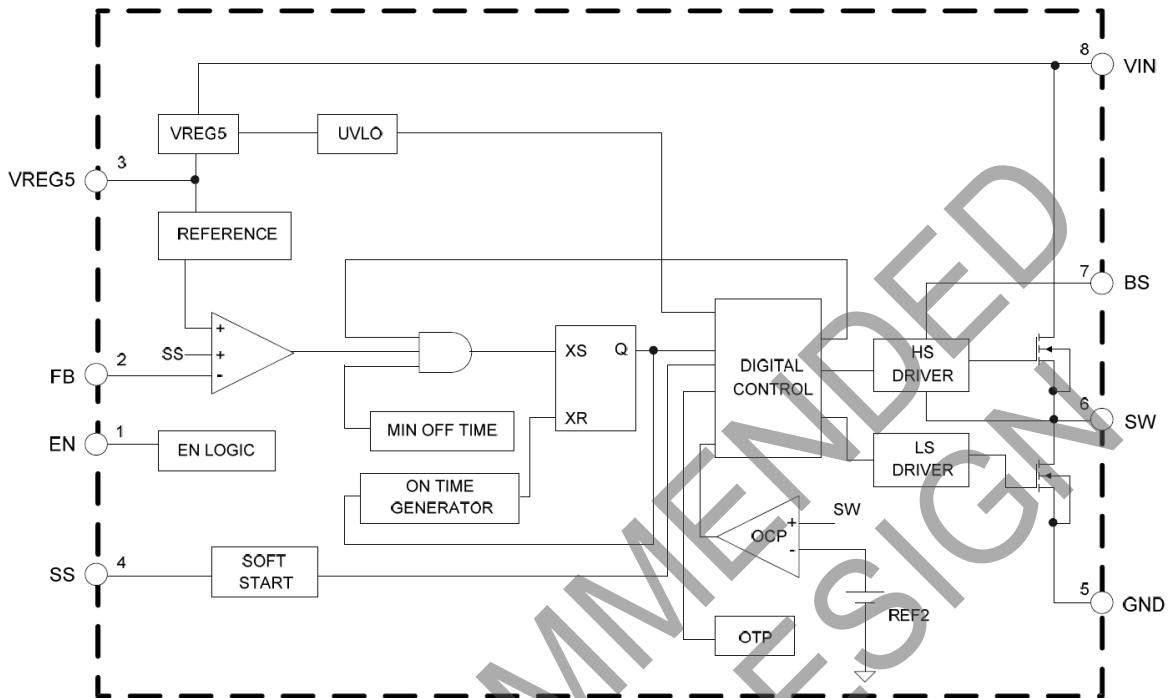 8
VIN
VREG5
UVLO
3
VREG5
REFERENCE
7
BS
+
SS
+
-
2
FB
XS
Q
XR
DIGITAL
CONTROL
HS
DRIVER
6
SW
MIN OFF TIME
1
EN
EN LOGIC
LS
DRIVER
ON TIME
GENERATOR
+
SW
OCP
-
4
SS
SOFT
START
5
GND
REF2
OTP
MMENDED
ESIGN